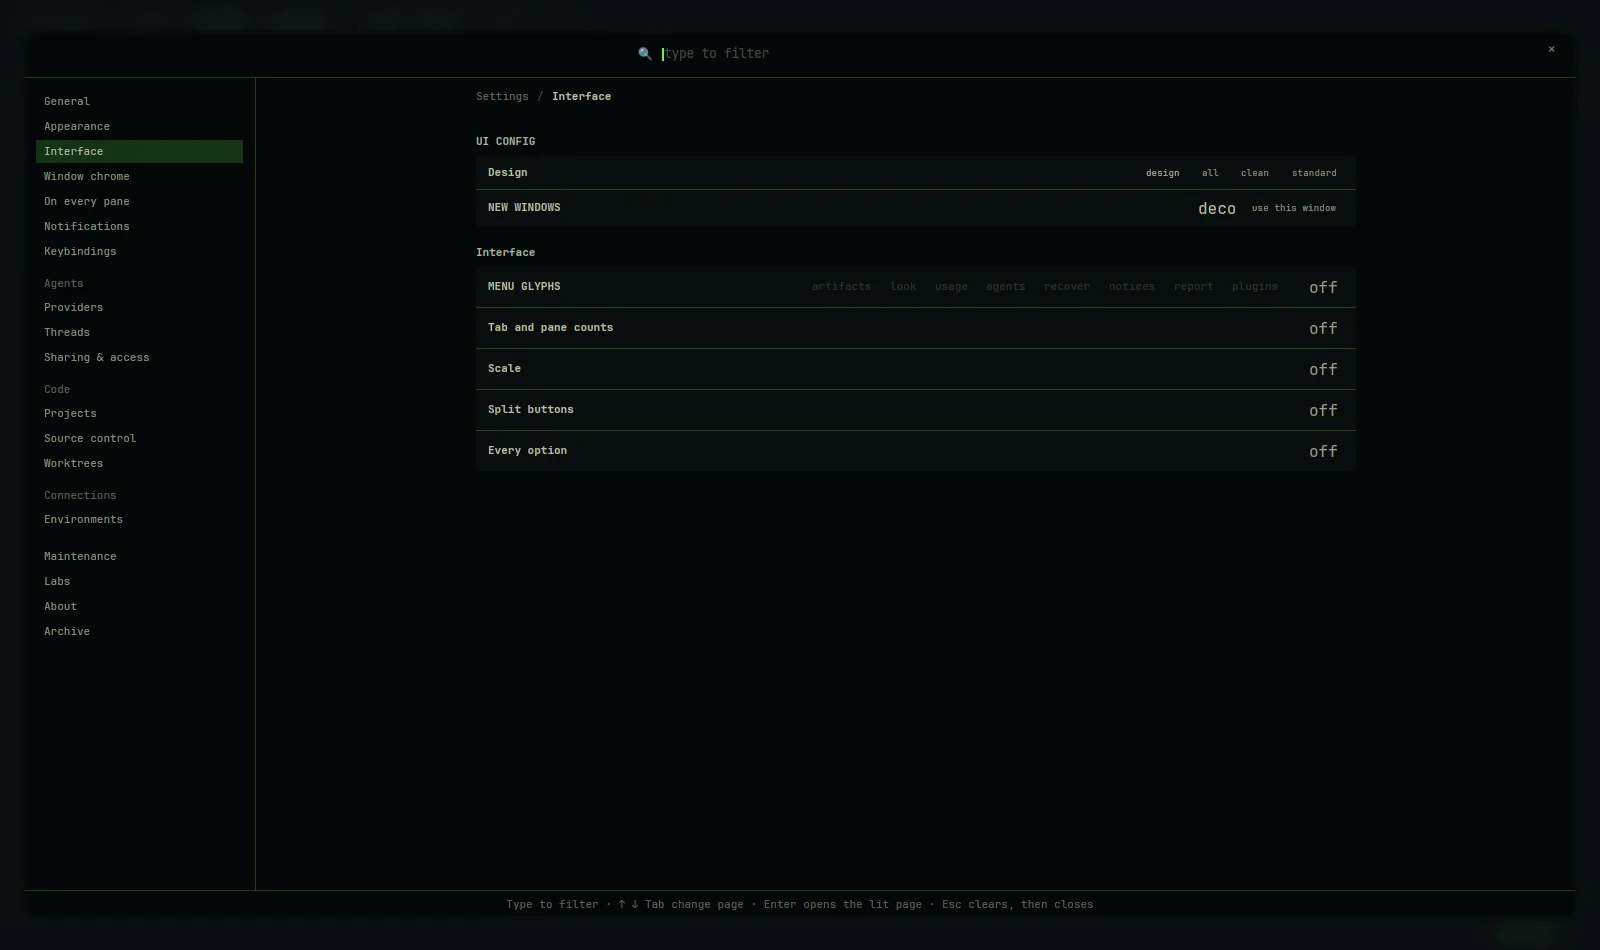 type to filter
×
General
Appearance
Interface
Window chrome
On every pane
Notifications
Keybindings
Agents
Providers
Threads
Sharing & access
Code
Projects
Source control
Worktrees
Connections
Environments
Maintenance
Labs
About
Archive
Settings / Interface
UI CONFIG
Design design all clean standard
NEW WINDOWS deco use this window
Interface
MENU GLYPHS artifacts look usage agents recover notices report plugins off
Tab and pane counts off
Scale off
Split buttons off
Every option off
Type to filter · ↑ ↓ Tab change page · Enter opens the lit page · Esc clears, then closes